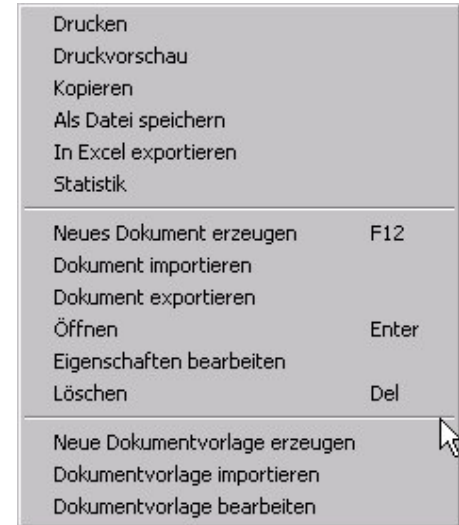 Drucken
Druckvorschau
Kopieren
Als Datei speichern
In Excel exportieren
Statistik
Neues Dokument erzeugen F12
Dokument importieren
Dokument exportieren
Öffnen Enter
Eigenschaften bearbeiten
Löschen Del
Neue Dokumentvorlage erzeugen
Dokumentvorlage importieren
Dokumentvorlage bearbeiten